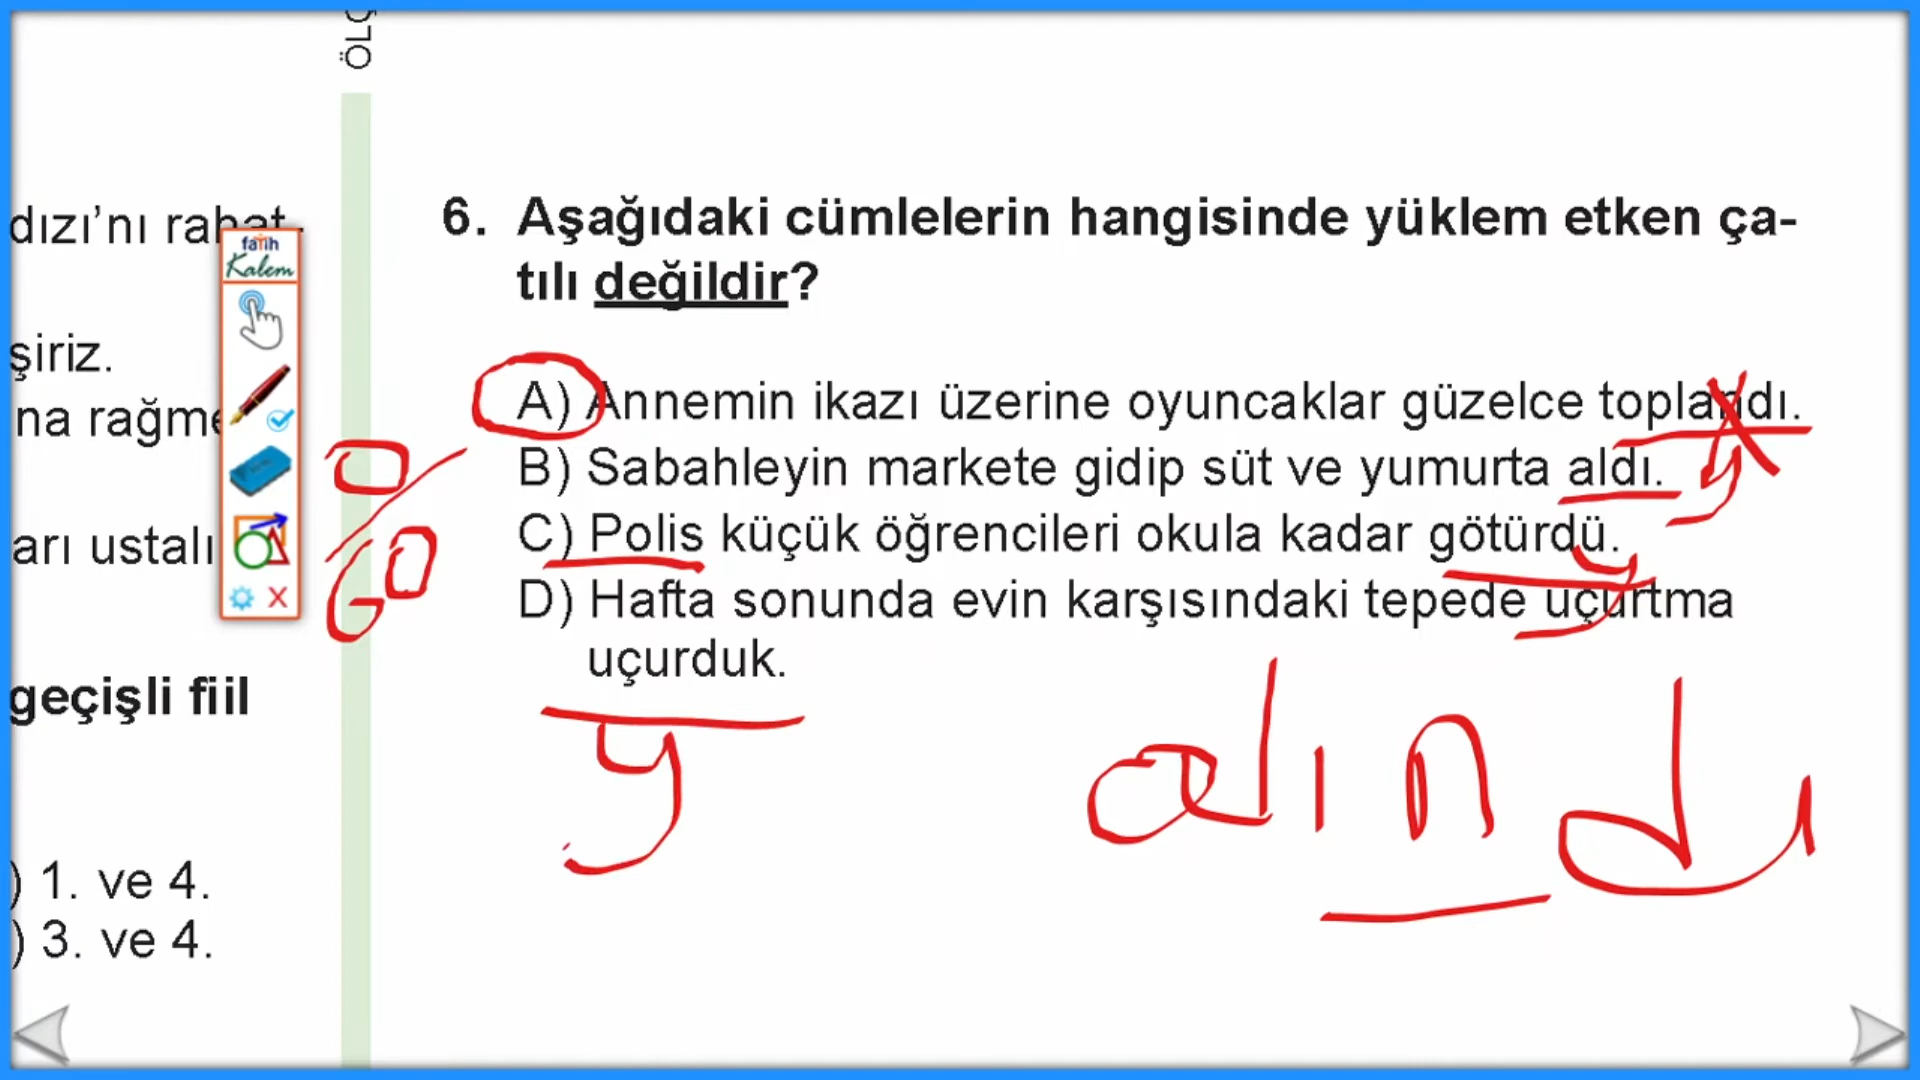 ÖLÇ
dızı’nı rahat-
fatih
Kalem
şiriz.
na rağme
arı ustalı
geçişli fiil
) 1. ve 4.
) 3. ve 4.
6. Aşağıdaki cümlelerin hangisinde yüklem etken ça-
tılı değildir?
A) Annemin ikazı üzerine oyuncaklar güzelce toplandı.
B) Sabahleyin markete gidip süt ve yumurta aldı.
C) Polis küçük öğrencileri okula kadar götürdü.
D) Hafta sonunda evin karşısındaki tepede uçurtma
uçurduk.
y
alındı